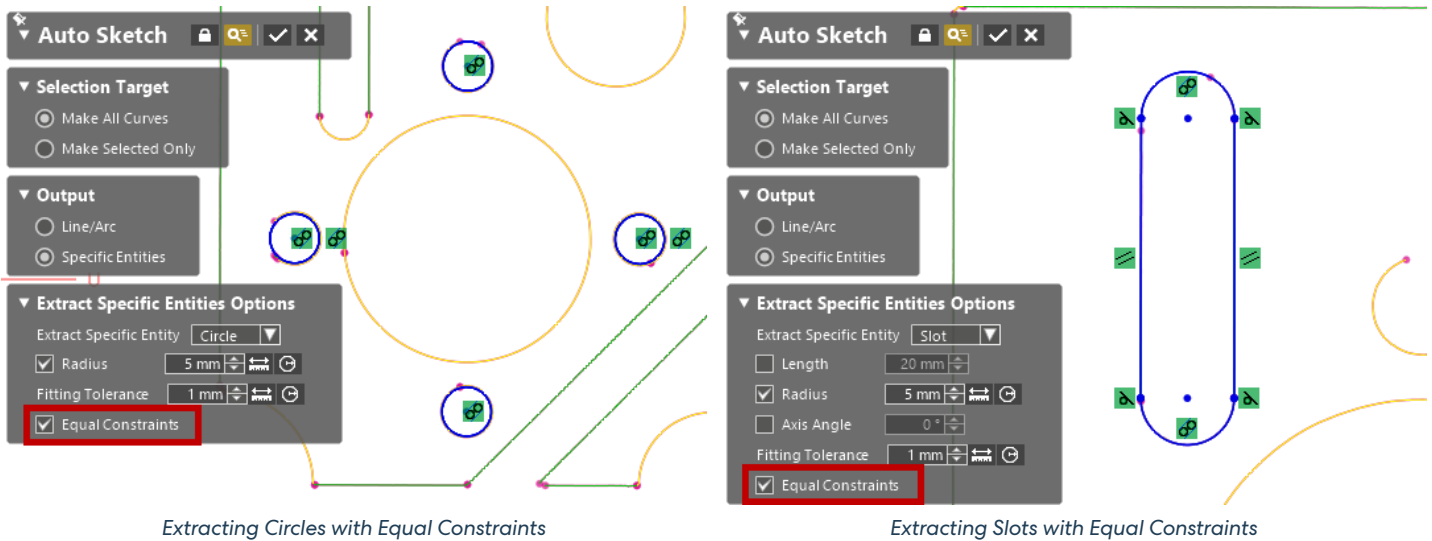 Auto Sketch
Selection Target
Make All Curves
Make Selected Only
Output
Line/Arc
Specific Entities
Extract Specific Entities Options
Extract Specific Entity Circle
Radius 5 mm
Fitting Tolerance 1 mm
Equal Constraints
Extracting Circles with Equal Constraints
Auto Sketch
Selection Target
Make All Curves
Make Selected Only
Output
Line/Arc
Specific Entities
Extract Specific Entities Options
Extract Specific Entity Slot
Length 20 mm
Radius 5 mm
Axis Angle 0 °
Fitting Tolerance 1 mm
Equal Constraints
Extracting Slots with Equal Constraints